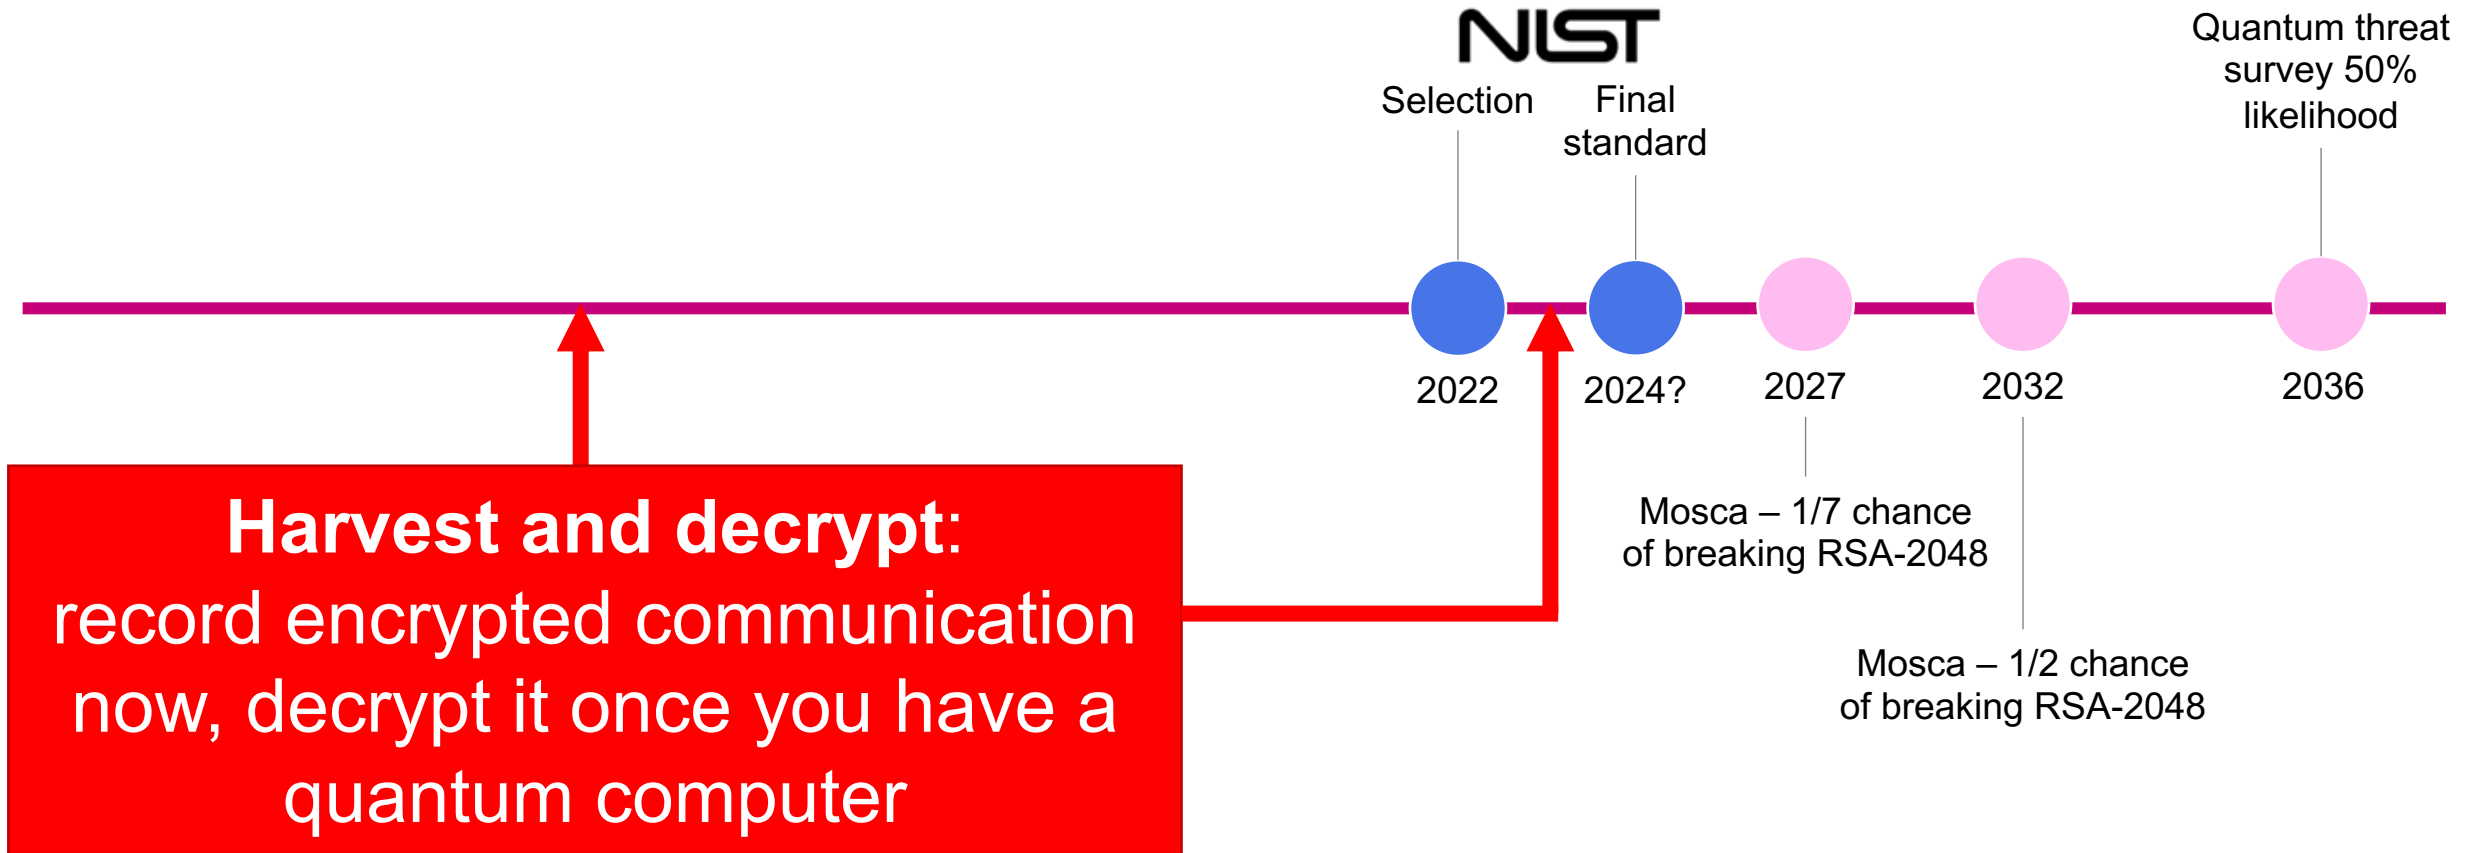 NIST
Selection
Final
standard
Quantum threat
survey 50%
likelihood
2022
2024?
2027
2032
2036
Mosca – 1/7 chance
of breaking RSA-2048
Mosca – 1/2 chance
of breaking RSA-2048
Harvest and decrypt:
record encrypted communication
now, decrypt it once you have a
quantum computer